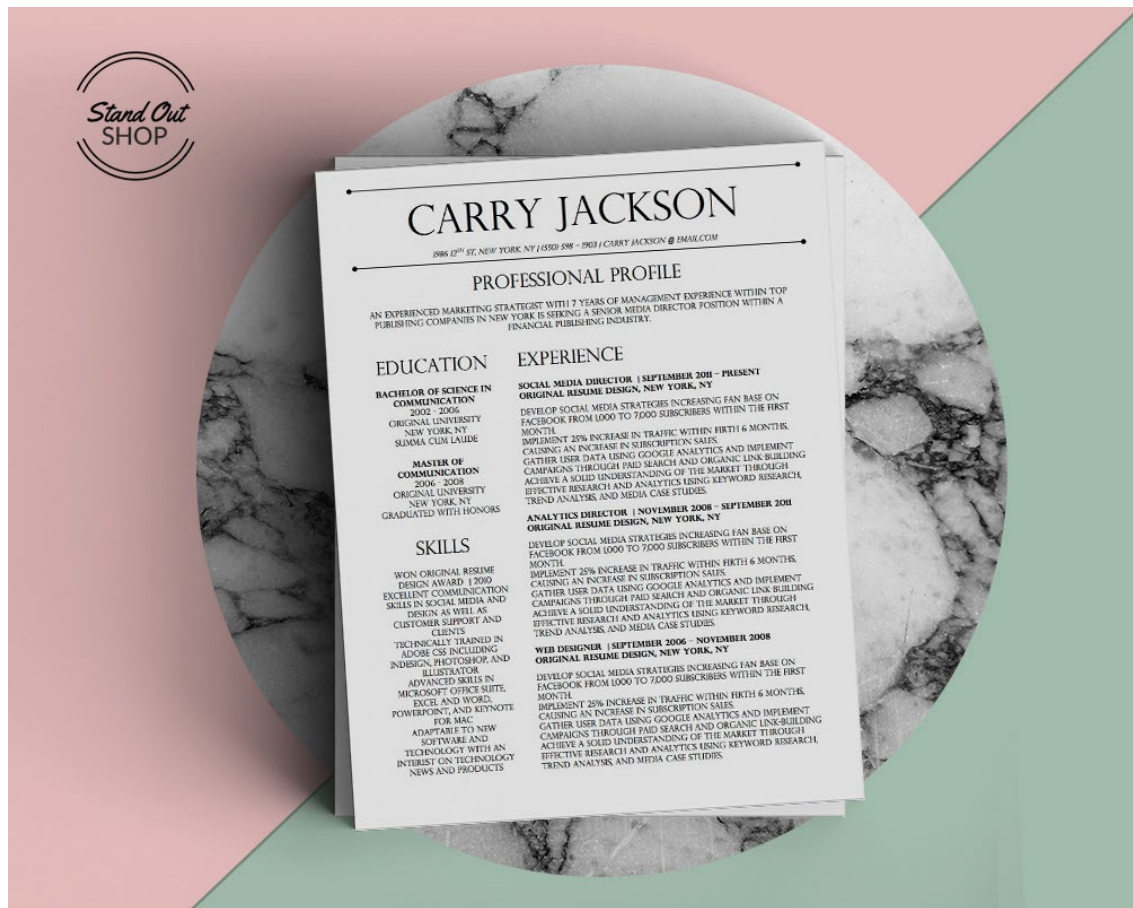 Stand Out
SHOP
CARRY JACKSON
1986 12TH ST, NEW YORK, NY | (550) 598 – 1903 | CARRY JACKSON @ EMAIL.COM
PROFESSIONAL PROFILE
AN EXPERIENCED MARKETING STRATEGIST WITH 7 YEARS OF MANAGEMENT EXPERIENCE WITHIN TOP
PUBLISHING COMPANIES IN NEW YORK IS SEEKING A SENIOR MEDIA DIRECTOR POSITION WITHIN A
FINANCIAL PUBLISHING INDUSTRY.
EDUCATION
BACHELOR OF SCIENCE IN
COMMUNICATION
2002 - 2006
ORIGINAL UNIVERSITY
NEW YORK, NY
SUMMA CUM LAUDE
MASTER OF
COMMUNICATION
2006 - 2008
ORIGINAL UNIVERSITY
NEW YORK, NY
GRADUATED WITH HONORS
SKILLS
WON ORIGINAL RESUME
DESIGN AWARD | 2010
EXCELLENT COMMUNICATION
SKILLS IN SOCIAL MEDIA AND
DESIGN AS WELL AS
CUSTOMER SUPPORT AND
CLIENTS
TECHNICALLY TRAINED IN
ADOBE CS5 INCLUDING
INDESIGN, PHOTOSHOP, AND
ILLUSTRATOR
ADVANCED SKILLS IN
MICROSOFT OFFICE SUITE,
EXCEL AND WORD,
POWERPOINT, AND KEYNOTE
FOR MAC
ADAPTABLE TO NEW
SOFTWARE AND
TECHNOLOGY WITH AN
INTERIST ON TECHNOLOGY
NEWS AND PRODUCTS
EXPERIENCE
SOCIAL MEDIA DIRECTOR | SEPTEMBER 2011 – PRESENT
ORIGINAL RESUME DESIGN, NEW YORK, NY
DEVELOP SOCIAL MEDIA STRATEGIES INCREASING FAN BASE ON
FACEBOOK FROM 1,000 TO 7,000 SUBSCRIBERS WITHIN THE FIRST
MONTH.
IMPLEMENT 25% INCREASE IN TRAFFIC WITHIN FIRTH 6 MONTHS,
CAUSING AN INCREASE IN SUBSCRIPTION SALES.
GATHER USER DATA USING GOOGLE ANALYTICS AND IMPLEMENT
CAMPAIGNS THROUGH PAID SEARCH AND ORGANIC LINK-BUILDING
ACHIEVE A SOLID UNDERSTANDING OF THE MARKET THROUGH
EFFECTIVE RESEARCH AND ANALYTICS USING KEYWORD RESEARCH,
TREND ANALYSIS, AND MEDIA CASE STUDIES.
ANALYTICS DIRECTOR | NOVEMBER 2008 – SEPTEMBER 2011
ORIGINAL RESUME DESIGN, NEW YORK, NY
DEVELOP SOCIAL MEDIA STRATEGIES INCREASING FAN BASE ON
FACEBOOK FROM 1,000 TO 7,000 SUBSCRIBERS WITHIN THE FIRST
MONTH.
IMPLEMENT 25% INCREASE IN TRAFFIC WITHIN FIRTH 6 MONTHS,
CAUSING AN INCREASE IN SUBSCRIPTION SALES.
GATHER USER DATA USING GOOGLE ANALYTICS AND IMPLEMENT
CAMPAIGNS THROUGH PAID SEARCH AND ORGANIC LINK-BUILDING
ACHIEVE A SOLID UNDERSTANDING OF THE MARKET THROUGH
EFFECTIVE RESEARCH AND ANALYTICS USING KEYWORD RESEARCH,
TREND ANALYSIS, AND MEDIA CASE STUDIES.
WEB DESIGNER | SEPTEMBER 2006 – NOVEMBER 2008
ORIGINAL RESUME DESIGN, NEW YORK, NY
DEVELOP SOCIAL MEDIA STRATEGIES INCREASING FAN BASE ON
FACEBOOK FROM 1,000 TO 7,000 SUBSCRIBERS WITHIN THE FIRST
MONTH.
IMPLEMENT 25% INCREASE IN TRAFFIC WITHIN FIRTH 6 MONTHS,
CAUSING AN INCREASE IN SUBSCRIPTION SALES.
GATHER USER DATA USING GOOGLE ANALYTICS AND IMPLEMENT
CAMPAIGNS THROUGH PAID SEARCH AND ORGANIC LINK-BUILDING
ACHIEVE A SOLID UNDERSTANDING OF THE MARKET THROUGH
EFFECTIVE RESEARCH AND ANALYTICS USING KEYWORD RESEARCH,
TREND ANALYSIS, AND MEDIA CASE STUDIES.